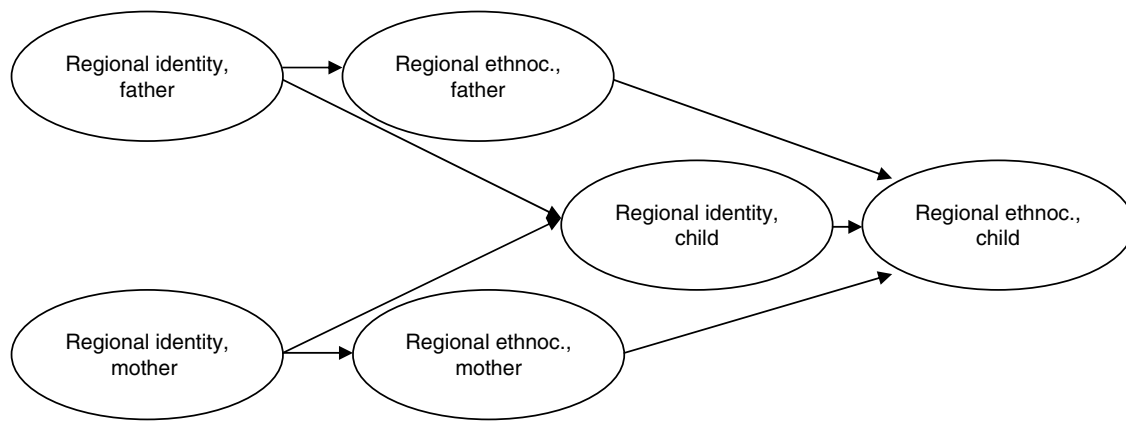 Regional identity,
father
Regional ethnoc.,
father
Regional identity,
child
Regional ethnoc.,
child
Regional identity,
mother
Regional ethnoc.,
mother